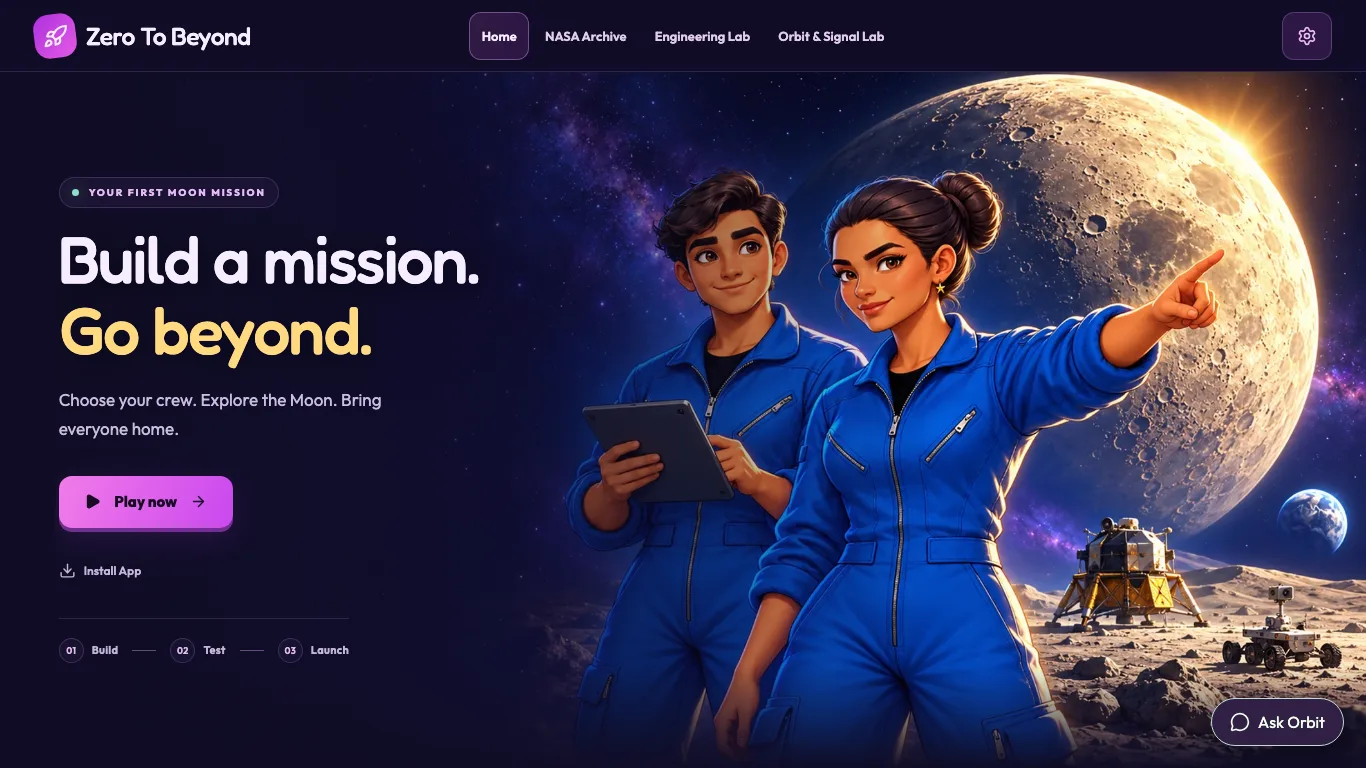 Zero To Beyond
Home
NASA Archive
Engineering Lab
Orbit & Signal Lab
YOUR FIRST MOON MISSION
Build a mission.
Go beyond.
Choose your crew. Explore the Moon. Bring
everyone home.
Play now
Install App
01 Build
02 Test
03 Launch
Ask Orbit